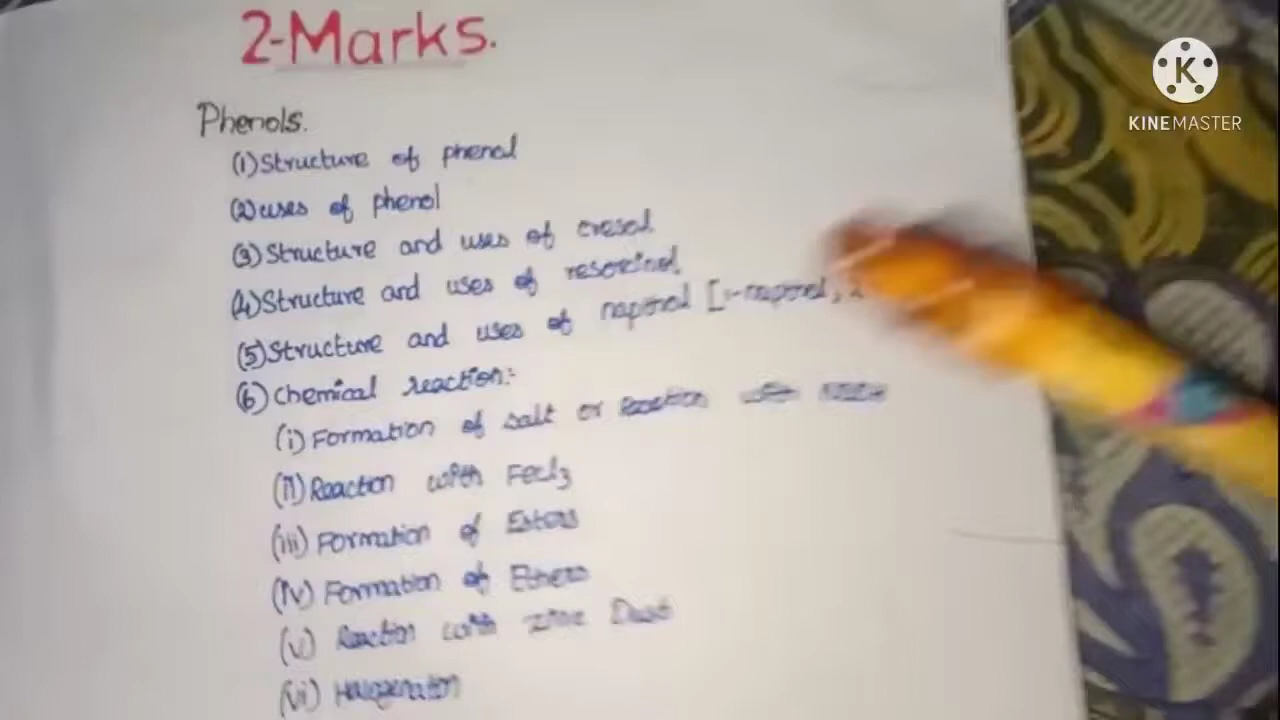 2-Marks.
KINEMASTER
Phenols.
(1) Structure of phenol
(2) uses of phenol
(3) Structure and uses of cresol
(4) Structure and uses of resorcinol
(5) Structure and uses of napthol [1-napthol, 2
(6) Chemical reaction:-
(i) Formation of salt or Reaction with
(ii) Reaction with Fecl3
(iii) Formation of Esters
(iv) Formation of Ethers
(v) Reaction with zinc Dust
(vi) Halogenation